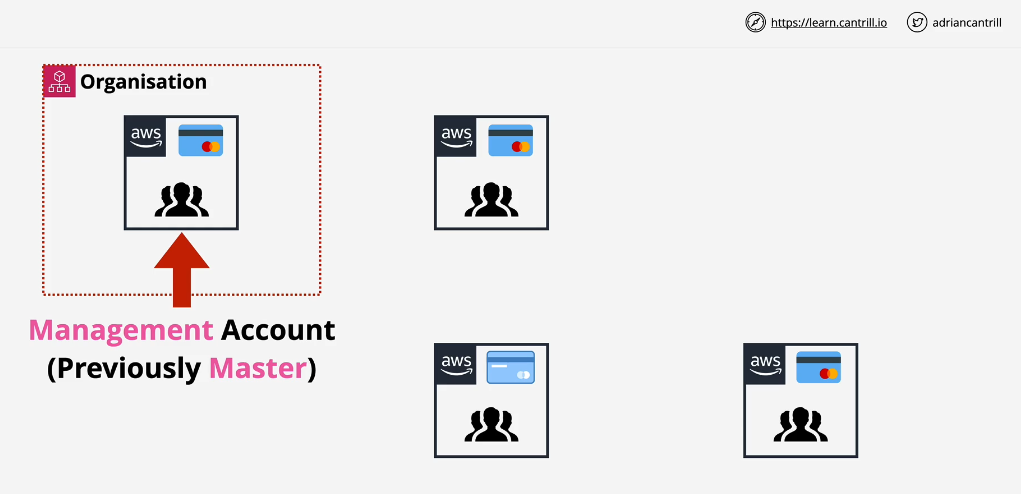 https://learn.cantrill.io
adriancantrill
Organisation
aws
aws
Management Account
(Previously Master)
aws
aws